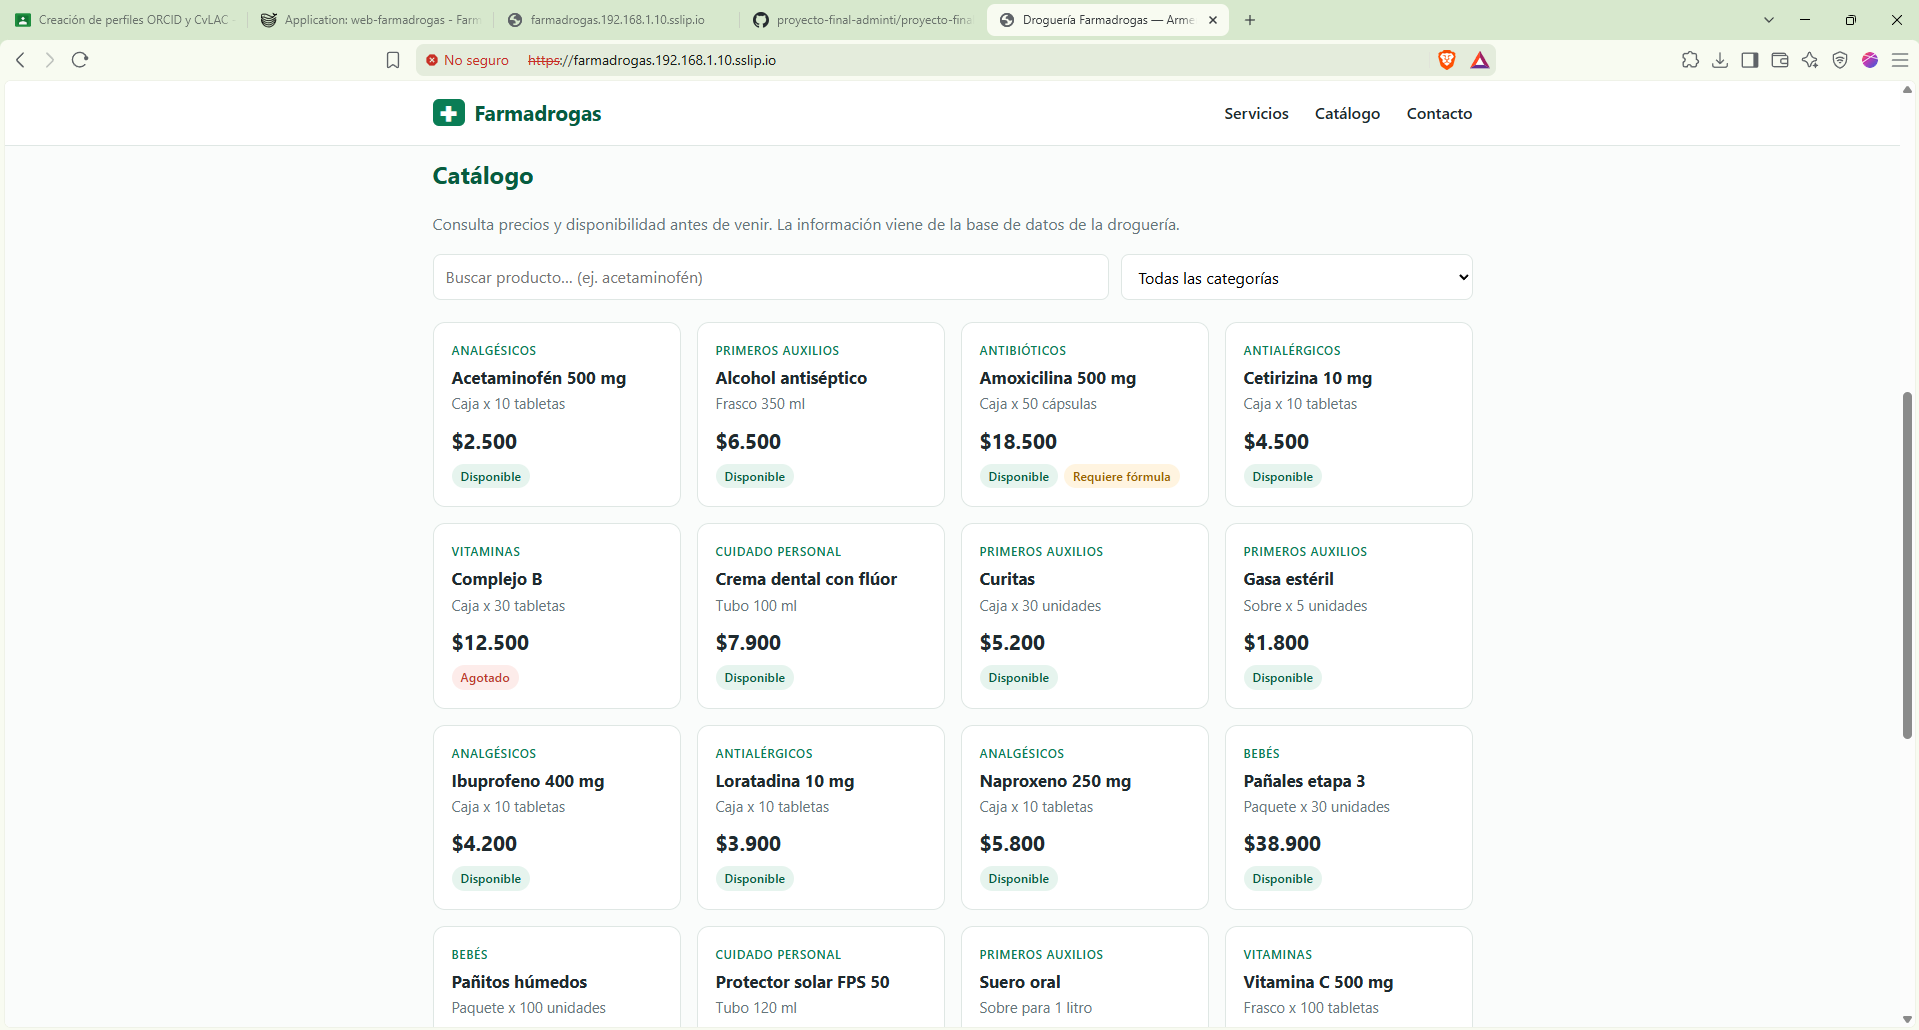 Creación de perfiles ORCID y CvLAC
Application: web-farmadrogas - Farm
farmadrogas.192.168.1.10.sslip.io
proyecto-final-adminti/proyecto-fina
Droguería Farmadrogas — Arme
No seguro
https://farmadrogas.192.168.1.10.sslip.io
Farmadrogas
Servicios
Catálogo
Contacto
Catálogo
Consulta precios y disponibilidad antes de venir. La información viene de la base de datos de la droguería.
Buscar producto... (ej. acetaminofén)
Todas las categorías
ANALGÉSICOS
Acetaminofén 500 mg
Caja x 10 tabletas
$2.500
Disponible
PRIMEROS AUXILIOS
Alcohol antiséptico
Frasco 350 ml
$6.500
Disponible
ANTIBIÓTICOS
Amoxicilina 500 mg
Caja x 50 cápsulas
$18.500
Disponible
Requiere fórmula
ANTIALÉRGICOS
Cetirizina 10 mg
Caja x 10 tabletas
$4.500
Disponible
VITAMINAS
Complejo B
Caja x 30 tabletas
$12.500
Agotado
CUIDADO PERSONAL
Crema dental con flúor
Tubo 100 ml
$7.900
Disponible
PRIMEROS AUXILIOS
Curitas
Caja x 30 unidades
$5.200
Disponible
PRIMEROS AUXILIOS
Gasa estéril
Sobre x 5 unidades
$1.800
Disponible
ANALGÉSICOS
Ibuprofeno 400 mg
Caja x 10 tabletas
$4.200
Disponible
ANTIALÉRGICOS
Loratadina 10 mg
Caja x 10 tabletas
$3.900
Disponible
ANALGÉSICOS
Naproxeno 250 mg
Caja x 10 tabletas
$5.800
Disponible
BEBÉS
Pañales etapa 3
Paquete x 30 unidades
$38.900
Disponible
BEBÉS
Pañitos húmedos
Paquete x 100 unidades
CUIDADO PERSONAL
Protector solar FPS 50
Tubo 120 ml
PRIMEROS AUXILIOS
Suero oral
Sobre para 1 litro
VITAMINAS
Vitamina C 500 mg
Frasco x 100 tabletas